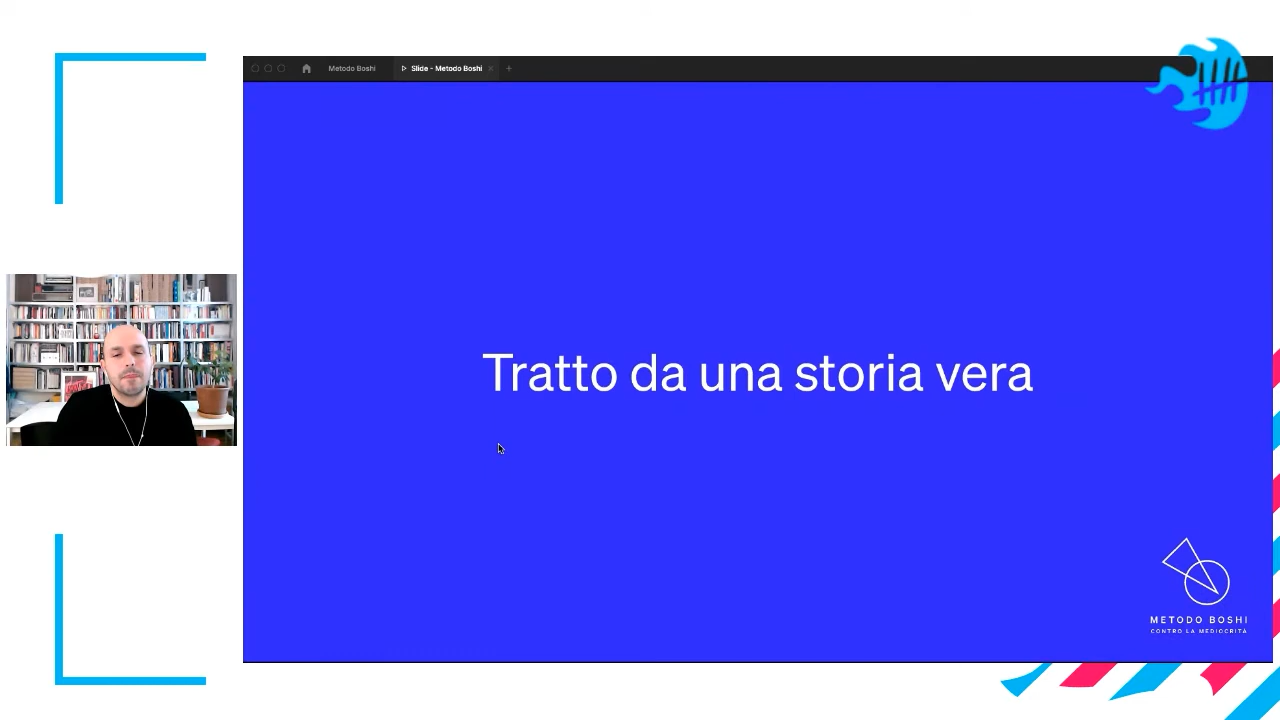 Metodo Boshi
Slide - Metodo Boshi
Tratto da una storia vera
METODO BOSHI
CONTRO LA MEDIOCRITÀ